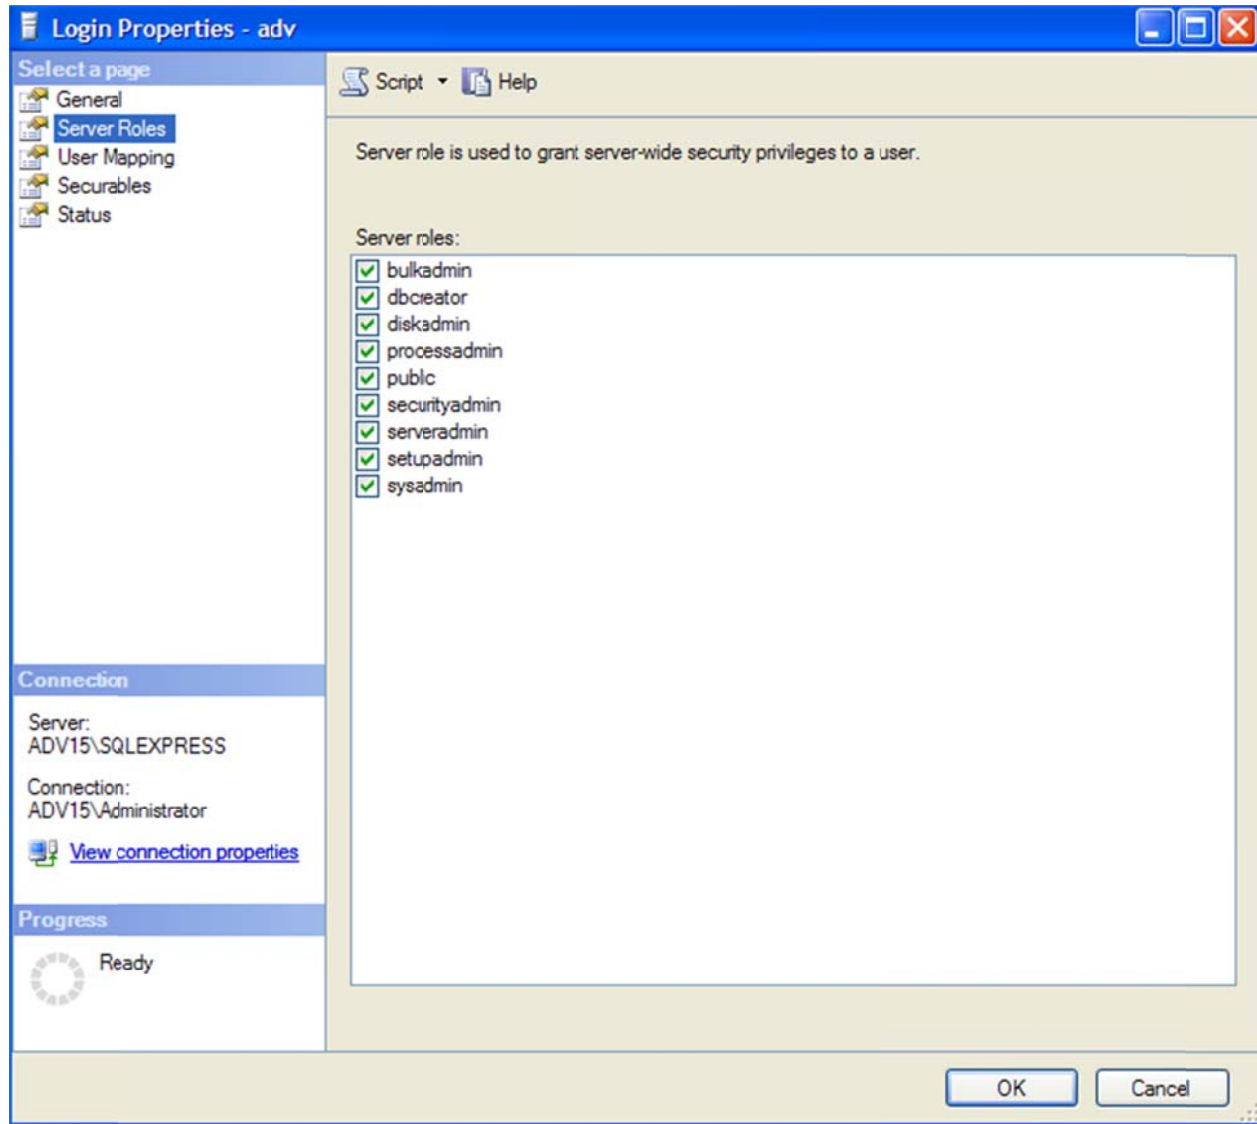 Login Properties - adv
Select a page
General
Server Roles
User Mapping
Securables
Status
Script
Help
Server role is used to grant server-wide security privileges to a user.
Server roles:
bulkadmin
dbcreator
diskadmin
processadmin
public
securityadmin
serveradmin
setupadmin
sysadmin
Connection
Server:
ADV15\SQLEXPRESS
Connection:
ADV15\Administrator
View connection properties
Progress
Ready
OK
Cancel